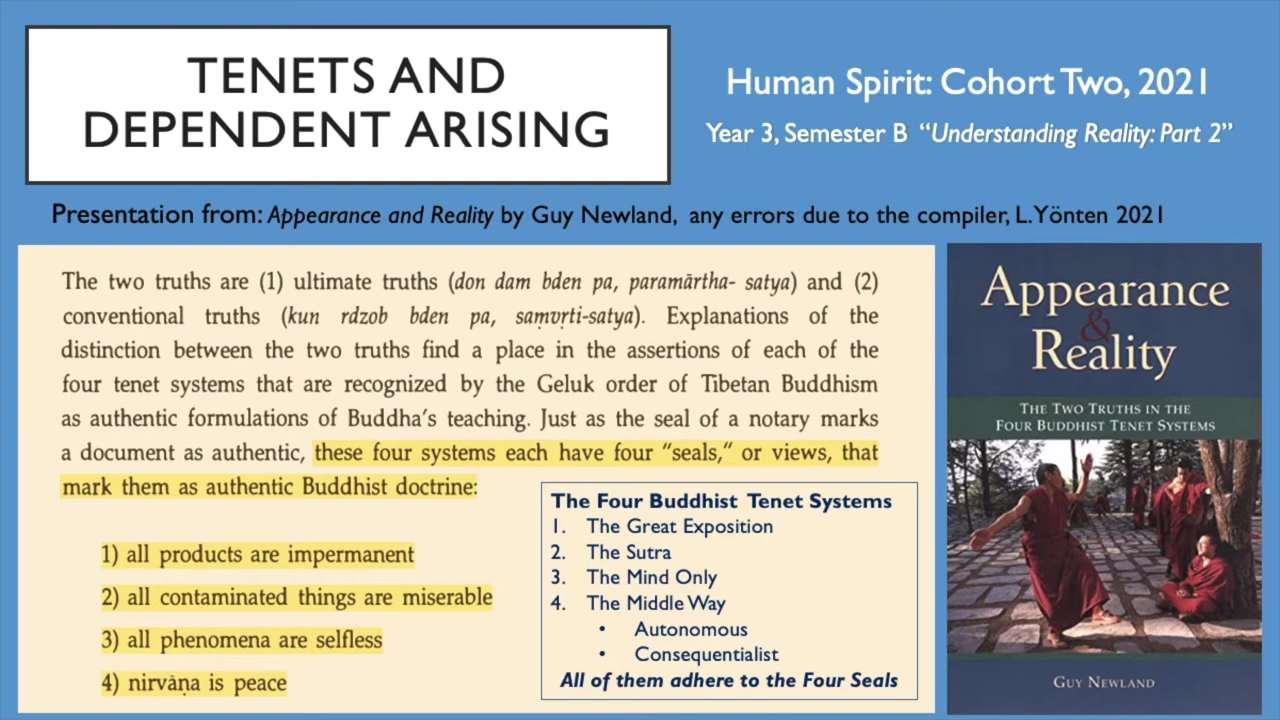 TENETS AND
DEPENDENT ARISING
Human Spirit: Cohort Two, 2021
Year 3, Semester B “Understanding Reality: Part 2”
Presentation from: Appearance and Reality by Guy Newland, any errors due to the compiler, L.Yönten 2021
The two truths are (1) ultimate truths (don dam bden pa, paramārtha- satya) and (2)
conventional truths (kun rdzob bden pa, saṃvṛti-satya). Explanations of the
distinction between the two truths find a place in the assertions of each of the
four tenet systems that are recognized by the Geluk order of Tibetan Buddhism
as authentic formulations of Buddha’s teaching. Just as the seal of a notary marks
a document as authentic, these four systems each have four “seals,” or views, that
mark them as authentic Buddhist doctrine:
1) all products are impermanent
2) all contaminated things are miserable
3) all phenomena are selfless
4) nirvāṇa is peace
The Four Buddhist Tenet Systems
1. The Great Exposition
2. The Sutra
3. The Mind Only
4. The Middle Way
• Autonomous
• Consequentialist
All of them adhere to the Four Seals
Appearance
&
Reality
THE TWO TRUTHS IN THE
FOUR BUDDHIST TENET SYSTEMS
GUY NEWLAND